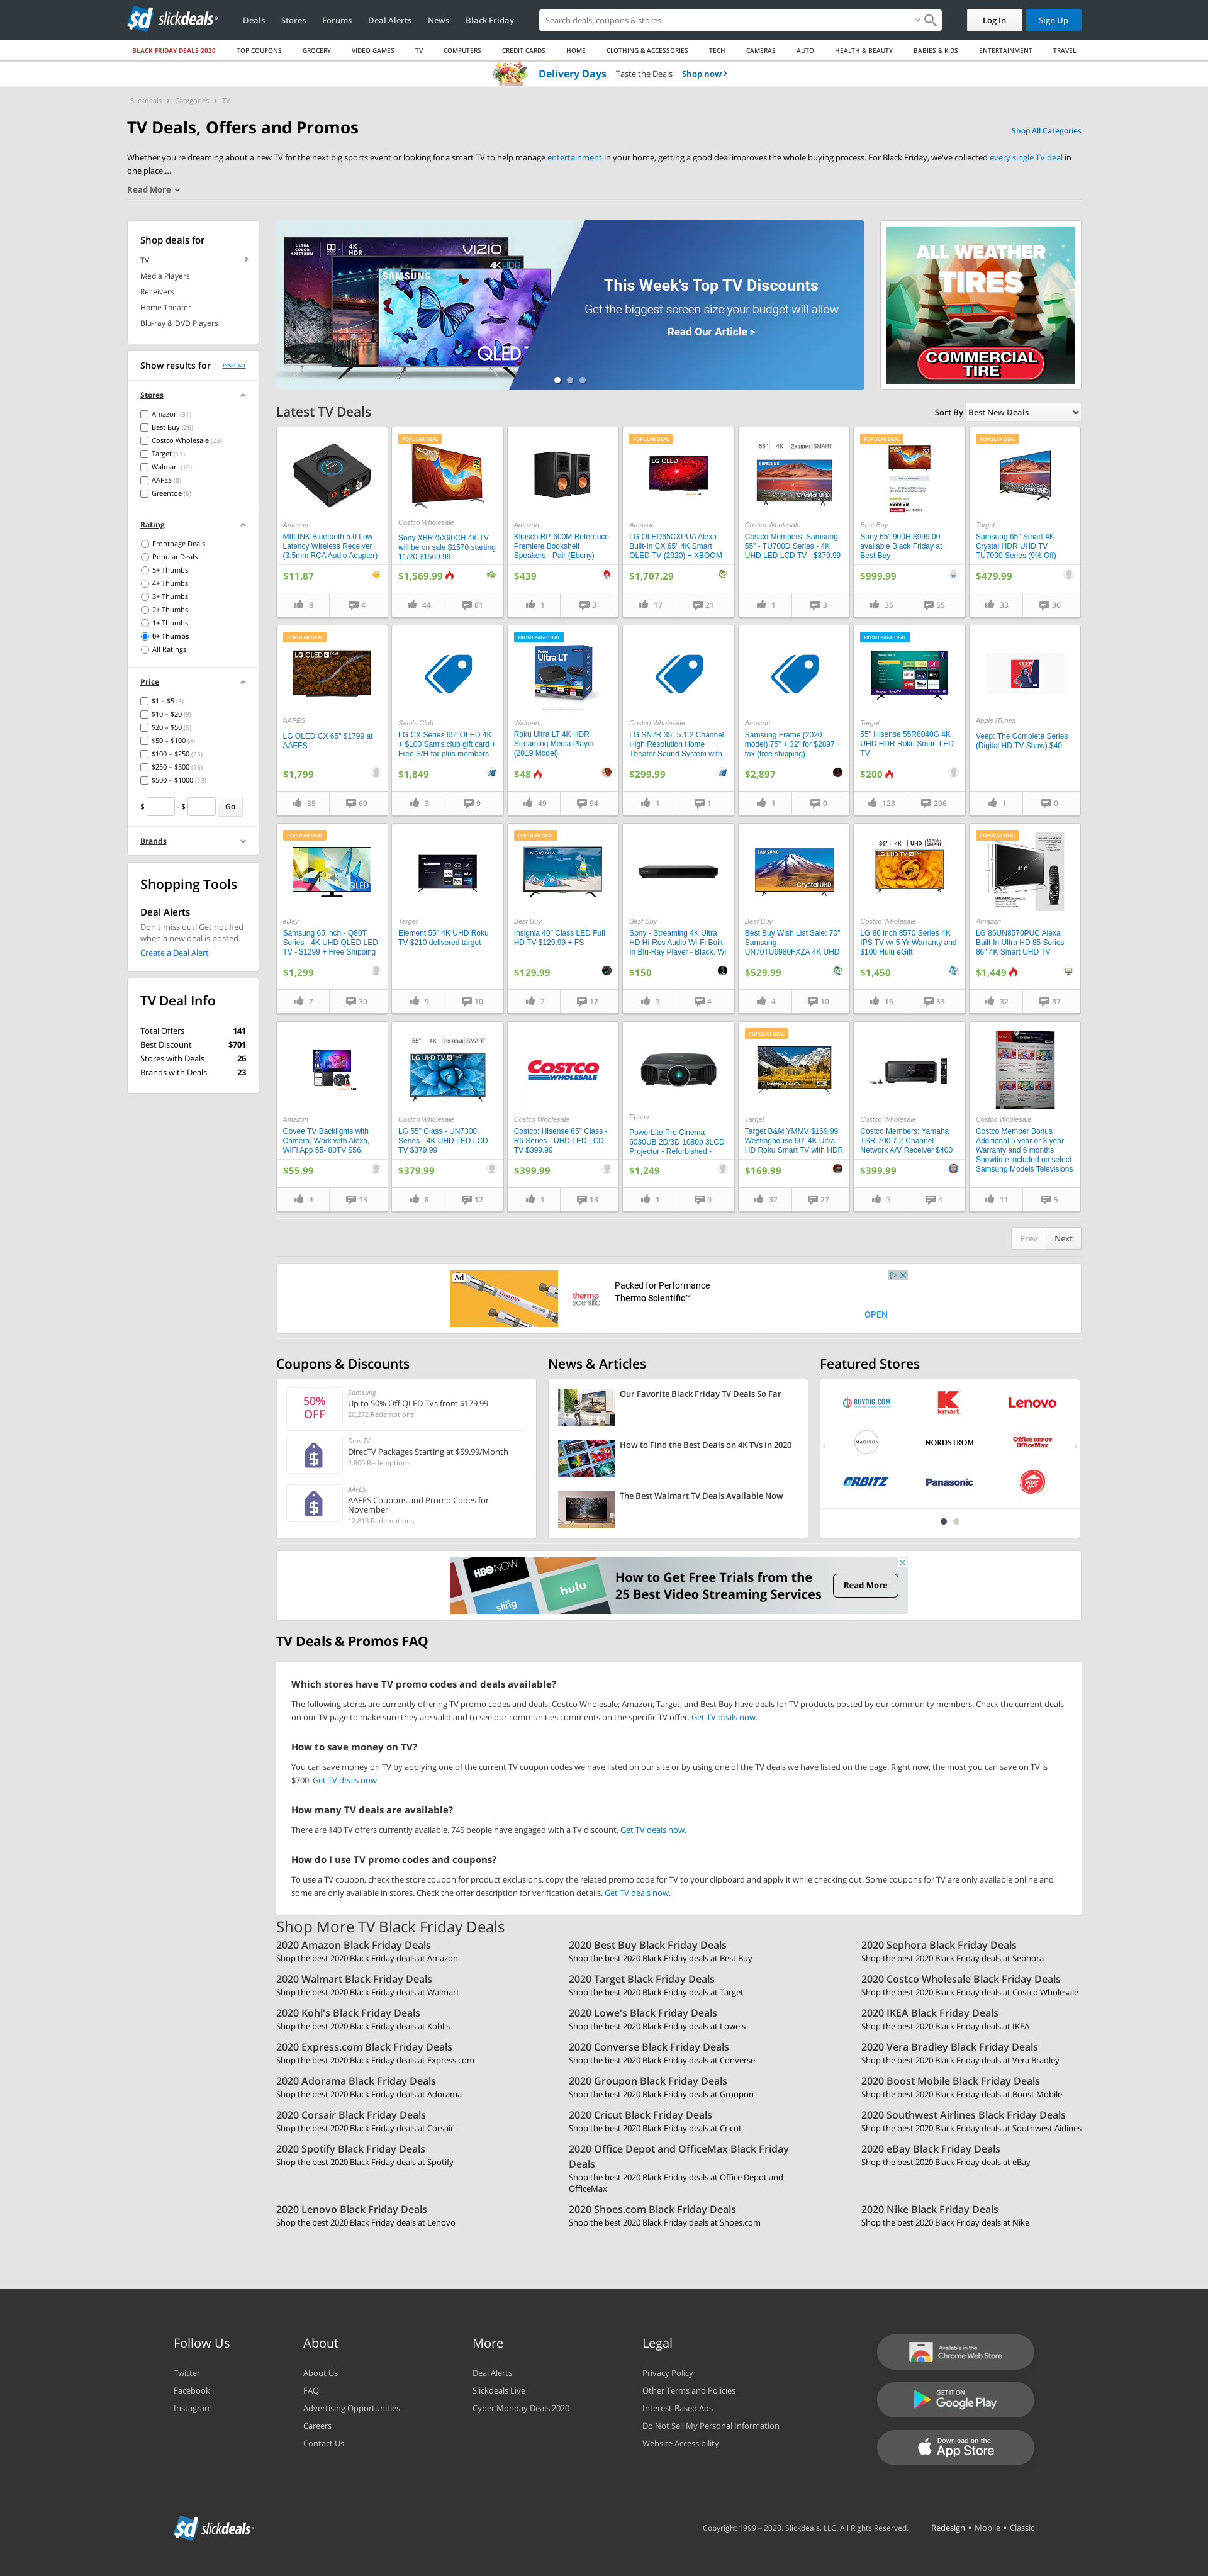 slickdeals
Deals Stores Forums Deal Alerts News Black Friday
Search deals, coupons & stores
Log In
Sign Up
BLACK FRIDAY DEALS 2020 TOP COUPONS GROCERY VIDEO GAMES TV COMPUTERS CREDIT CARDS HOME CLOTHING & ACCESSORIES TECH CAMERAS AUTO HEALTH & BEAUTY BABIES & KIDS ENTERTAINMENT TRAVEL
Delivery Days Taste the Deals Shop now
Slickdeals Categories TV
TV Deals, Offers and Promos
Shop All Categories
Whether you're dreaming about a new TV for the next big sports event or looking for a smart TV to help manage entertainment in your home, getting a good deal improves the whole buying process. For Black Friday, we've collected every single TV deal in
one place....
Read More
Shop deals for
TV
Media Players
Receivers
Home Theater
Blu-ray & DVD Players
Show results for RESET ALL
Stores
Amazon (31)
Best Buy (26)
Costco Wholesale (23)
Target (11)
Walmart (10)
AAFES (8)
Greentoe (6)
Rating
Frontpage Deals
Popular Deals
5+ Thumbs
4+ Thumbs
3+ Thumbs
2+ Thumbs
1+ Thumbs
0+ Thumbs
All Ratings
Price
$1 – $5 (3)
$10 – $20 (9)
$20 – $50 (5)
$50 – $100 (4)
$100 – $250 (25)
$250 – $500 (16)
$500 – $1000 (13)
$ - $ Go
Brands
Shopping Tools
Deal Alerts
Don't miss out! Get notified
when a new deal is posted.
Create a Deal Alert
TV Deal Info
Total Offers 141
Best Discount $701
Stores with Deals 26
Brands with Deals 23
VIZIO
SAMSUNG
QLED
This Week's Top TV Discounts
Get the biggest screen size your budget will allow
Read Our Article >
ALL WEATHER
TIRES
COMMERCIAL
TIRE
Latest TV Deals
Sort By Best New Deals
Amazon
MIILINK Bluetooth 5.0 Low
Latency Wireless Receiver
(3.5mm RCA Audio Adapter)
$11.87
8 4
POPULAR DEAL
Costco Wholesale
Sony XBR75X90CH 4K TV
will be on sale $1570 starting
11/20 $1569.99
$1,569.99
44 81
Amazon
Klipsch RP-600M Reference
Premiere Bookshelf
Speakers - Pair (Ebony)
$439
1 3
POPULAR DEAL
Amazon
LG OLED65CXPUA Alexa
Built-In CX 65" 4K Smart
OLED TV (2020) + XBOOM
$1,707.29
17 21
Costco Wholesale
Costco Members: Samsung
55" - TU700D Series - 4K
UHD LED LCD TV - $379.99
1 3
POPULAR DEAL
Best Buy
Sony 65" 900H $999.00
available Black Friday at
Best Buy
$999.99
35 55
POPULAR DEAL
Target
Samsung 65" Smart 4K
Crystal HDR UHD TV
TU7000 Series (9% Off) -
$479.99
33 36
POPULAR DEAL
AAFES
LG OLED CX 65" $1799 at
AAFES
$1,799
35 60
Sam's Club
LG CX Series 65" OLED 4K
+ $100 Sam's club gift card +
Free S/H for plus members
$1,849
3 9
FRONTPAGE DEAL
Walmart
Roku Ultra LT 4K HDR
Streaming Media Player
(2019 Model)
$48
49 94
Costco Wholesale
LG SN7R 35" 5.1.2 Channel
High Resolution Home
Theater Sound System with
$299.99
1 1
Amazon
Samsung Frame (2020
model) 75" + 32" for $2897 +
tax (free shipping)
$2,897
1 0
FRONTPAGE DEAL
Target
55" Hisense 55R6040G 4K
UHD HDR Roku Smart LED
TV
$200
123 206
Apple iTunes
Veep: The Complete Series
(Digital HD TV Show) $40
1 0
POPULAR DEAL
eBay
Samsung 65 inch - Q80T
Series - 4K UHD QLED LED
TV - $1299 + Free Shipping
$1,299
7 30
Target
Element 55" 4K UHD Roku
TV $210 delivered target
9 10
POPULAR DEAL
Best Buy
Insignia 40" Class LED Full
HD TV $129.99 + FS
$129.99
2 12
Best Buy
Sony - Streaming 4K Ultra
HD Hi-Res Audio Wi-Fi Built-
In Blu-Ray Player - Black. Wi
$150
3 4
Best Buy
Best Buy Wish List Sale: 70"
Samsung
UN70TU6980FXZA 4K UHD
$529.99
4 10
Costco Wholesale
LG 86 inch 8570 Series 4K
IPS TV w/ 5 Yr Warranty and
$100 Hulu eGift
$1,450
16 53
POPULAR DEAL
Amazon
LG 86UN8570PUC Alexa
Built-In Ultra HD 85 Series
86" 4K Smart UHD TV
$1,449
32 37
Amazon
Govee TV Backlights with
Camera, Work with Alexa,
WiFi App 55- 80TV $56.
$55.99
4 13
Costco Wholesale
LG 55" Class - UN7300
Series - 4K UHD LED LCD
TV $379.99
$379.99
8 12
COSTCO WHOLESALE
Costco Wholesale
Costco: Hisense 65" Class -
R6 Series - UHD LED LCD
TV $399.99
$399.99
1 13
Epson
PowerLite Pro Cinema
6030UB 2D/3D 1080p 3LCD
Projector - Refurbished -
$1,249
1 0
POPULAR DEAL
Target
Target B&M YMMV $169.99
Westinghouse 50" 4K Ultra
HD Roku Smart TV with HDR
$169.99
32 27
Costco Wholesale
Costco Members: Yamaha
TSR-700 7.2-Channel
Network A/V Receiver $400
$399.99
3 4
Costco Wholesale
Costco Member Bonus
Additional 5 year or 3 year
Warranty and 6 months
Showtime included on select
Samsung Models Televisions
11 5
Prev Next
Ad
thermo scientific
Packed for Performance
Thermo Scientific™
OPEN
Coupons & Discounts
50% OFF
Samsung
Up to 50% Off QLED TVs from $179.99
20,272 Redemptions
DirecTV
DirecTV Packages Starting at $59.99/Month
2,800 Redemptions
AAFES
AAFES Coupons and Promo Codes for
November
12,813 Redemptions
News & Articles
Our Favorite Black Friday TV Deals So Far
How to Find the Best Deals on 4K TVs in 2020
The Best Walmart TV Deals Available Now
Featured Stores
BUYDIG.COM kmart Lenovo
MADISON NORDSTROM Office DEPOT OfficeMax
ORBITZ Panasonic
HBO NOW
hulu
sling
How to Get Free Trials from the
25 Best Video Streaming Services
Read More
TV Deals & Promos FAQ
Which stores have TV promo codes and deals available?
The following stores are currently offering TV promo codes and deals: Costco Wholesale; Amazon; Target; and Best Buy have deals for TV products posted by our community members. Check the current deals
on our TV page to make sure they are valid and to see our communities comments on the specific TV offer. Get TV deals now.
How to save money on TV?
You can save money on TV by applying one of the current TV coupon codes we have listed on our site or by using one of the TV deals we have listed on the page. Right now, the most you can save on TV is
$700. Get TV deals now.
How many TV deals are available?
There are 140 TV offers currently available. 745 people have engaged with a TV discount. Get TV deals now.
How do I use TV promo codes and coupons?
To use a TV coupon, check the store coupon for product exclusions, copy the related promo code for TV to your clipboard and apply it while checking out. Some coupons for TV are only available online and
some are only available in stores. Check the offer description for verification details. Get TV deals now.
Shop More TV Black Friday Deals
2020 Amazon Black Friday Deals
Shop the best 2020 Black Friday deals at Amazon
2020 Best Buy Black Friday Deals
Shop the best 2020 Black Friday deals at Best Buy
2020 Sephora Black Friday Deals
Shop the best 2020 Black Friday deals at Sephora
2020 Walmart Black Friday Deals
Shop the best 2020 Black Friday deals at Walmart
2020 Target Black Friday Deals
Shop the best 2020 Black Friday deals at Target
2020 Costco Wholesale Black Friday Deals
Shop the best 2020 Black Friday deals at Costco Wholesale
2020 Kohl's Black Friday Deals
Shop the best 2020 Black Friday deals at Kohl's
2020 Lowe's Black Friday Deals
Shop the best 2020 Black Friday deals at Lowe's
2020 IKEA Black Friday Deals
Shop the best 2020 Black Friday deals at IKEA
2020 Express.com Black Friday Deals
Shop the best 2020 Black Friday deals at Express.com
2020 Converse Black Friday Deals
Shop the best 2020 Black Friday deals at Converse
2020 Vera Bradley Black Friday Deals
Shop the best 2020 Black Friday deals at Vera Bradley
2020 Adorama Black Friday Deals
Shop the best 2020 Black Friday deals at Adorama
2020 Groupon Black Friday Deals
Shop the best 2020 Black Friday deals at Groupon
2020 Boost Mobile Black Friday Deals
Shop the best 2020 Black Friday deals at Boost Mobile
2020 Corsair Black Friday Deals
Shop the best 2020 Black Friday deals at Corsair
2020 Cricut Black Friday Deals
Shop the best 2020 Black Friday deals at Cricut
2020 Southwest Airlines Black Friday Deals
Shop the best 2020 Black Friday deals at Southwest Airlines
2020 Spotify Black Friday Deals
Shop the best 2020 Black Friday deals at Spotify
2020 Office Depot and OfficeMax Black Friday
Deals
Shop the best 2020 Black Friday deals at Office Depot and
OfficeMax
2020 eBay Black Friday Deals
Shop the best 2020 Black Friday deals at eBay
2020 Lenovo Black Friday Deals
Shop the best 2020 Black Friday deals at Lenovo
2020 Shoes.com Black Friday Deals
Shop the best 2020 Black Friday deals at Shoes.com
2020 Nike Black Friday Deals
Shop the best 2020 Black Friday deals at Nike
Follow Us
Twitter
Facebook
Instagram
About
About Us
FAQ
Advertising Opportunities
Careers
Contact Us
More
Deal Alerts
Slickdeals Live
Cyber Monday Deals 2020
Legal
Privacy Policy
Other Terms and Policies
Interest-Based Ads
Do Not Sell My Personal Information
Website Accessibility
Available in the
Chrome Web Store
GET IT ON
Google Play
Download on the
App Store
slickdeals
Copyright 1999 – 2020. Slickdeals, LLC. All Rights Reserved.
Redesign • Mobile • Classic